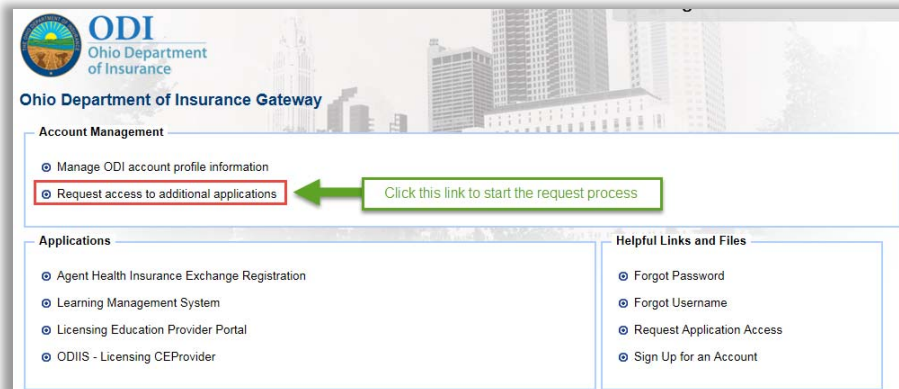 ODI
Ohio Department
of Insurance
Ohio Department of Insurance Gateway
Account Management
Manage ODI account profile information
Request access to additional applications
Click this link to start the request process
Applications
Agent Health Insurance Exchange Registration
Learning Management System
Licensing Education Provider Portal
ODIIS - Licensing CEProvider
Helpful Links and Files
Forgot Password
Forgot Username
Request Application Access
Sign Up for an Account